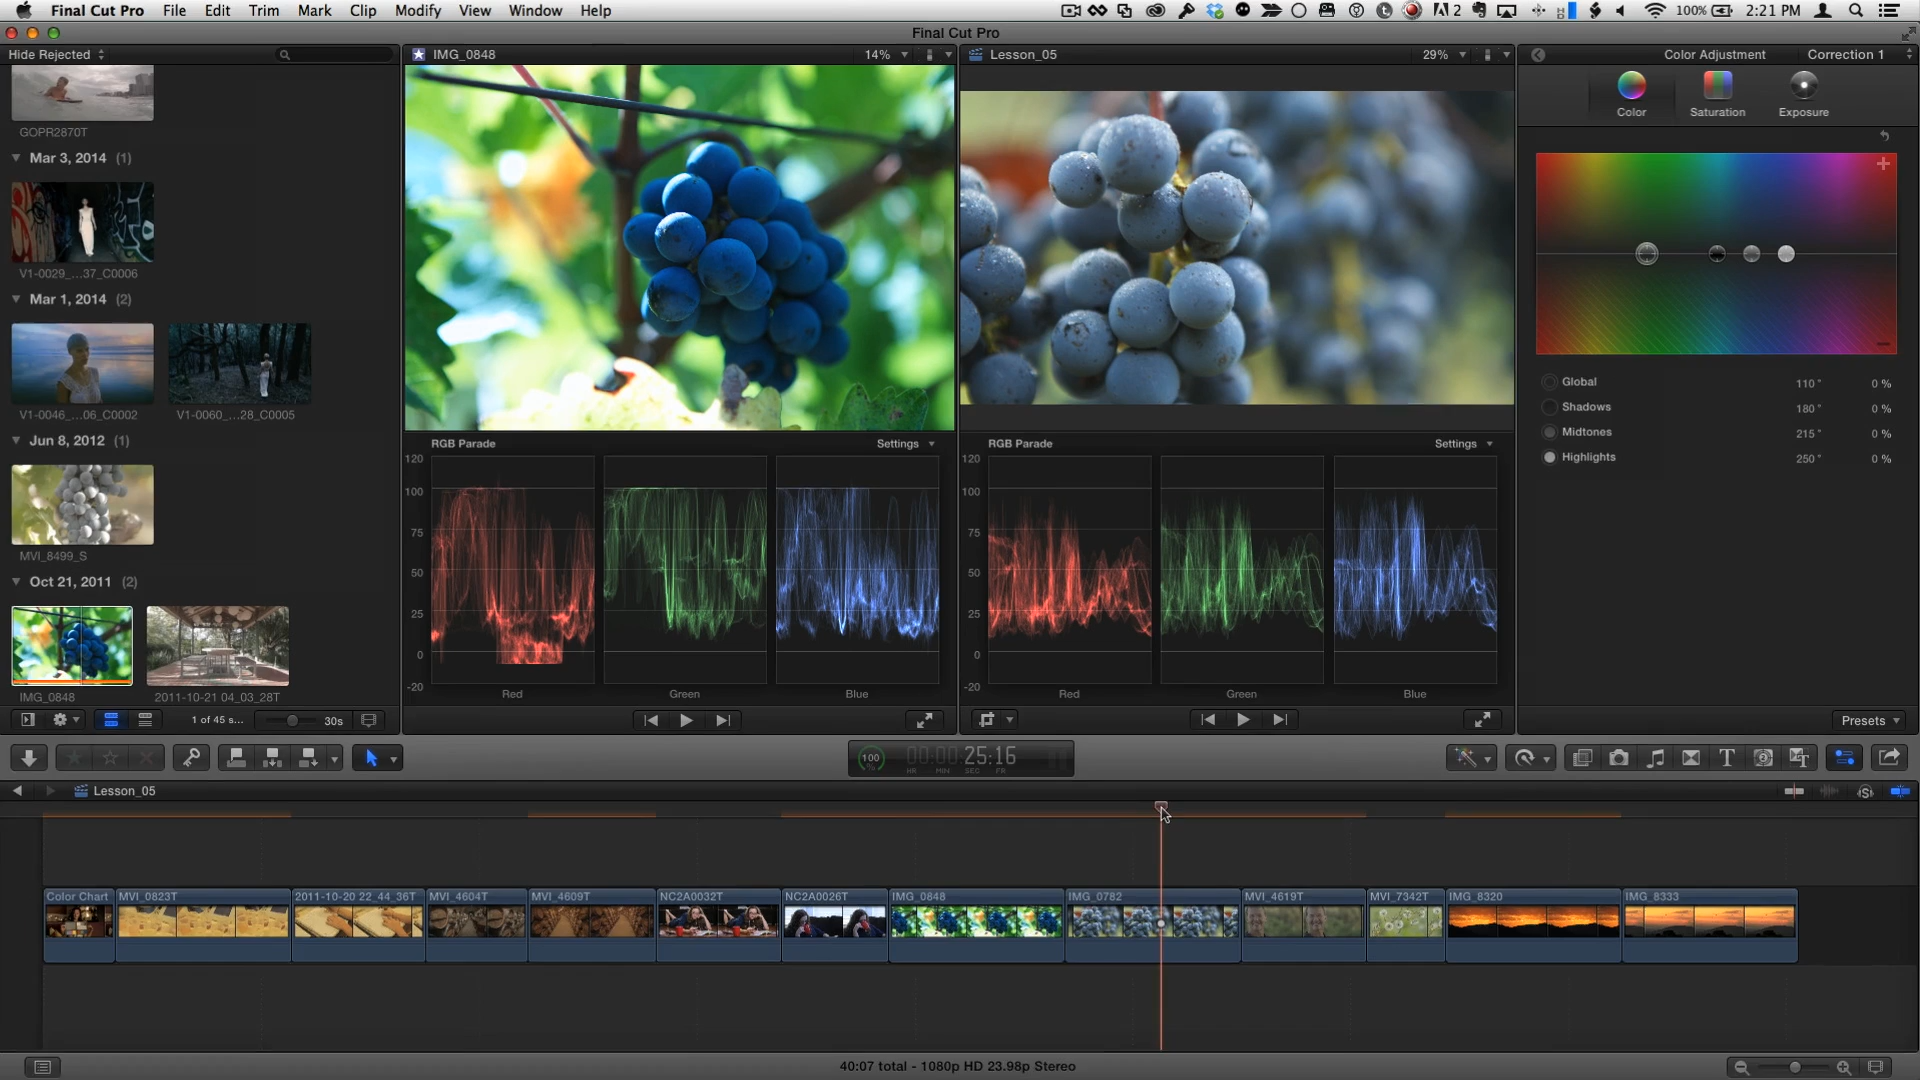 Final Cut Pro File Edit Trim Mark Clip Modify View Window Help 2 100% 2:21 PM
Final Cut Pro
Hide Rejected
GOPR2870T
Mar 3, 2014 (1)
V1-0029_...37_C0006
Mar 1, 2014 (2)
V1-0046_...06_C0002 V1-0060_...28_C0005
Jun 8, 2012 (1)
MVI_8499_S
Oct 21, 2011 (2)
IMG_0848 2011-10-21 04_03_28T
1 of 45 s... 30s
IMG_0848 14%
RGB Parade Settings
120
100
75
50
25
0
-20
Red Green Blue
Lesson_05 29%
RGB Parade Settings
120
100
75
50
25
0
-20
Red Green Blue
Color Adjustment Correction 1
Color Saturation Exposure
Global 110° 0 %
Shadows 180° 0 %
Midtones 215° 0 %
Highlights 250° 0 %
Presets
100 % 00:00:25:16
HR MIN SEC FR
T
Lesson_05
Color Chart MVI_0823T 2011-10-20 22_44_36T MVI_4604T MVI_4609T NC2A0032T NC2A0026T IMG_0848 IMG_0782 MVI_4619T MVI_7342T IMG_8320 IMG_8333
40:07 total - 1080p HD 23.98p Stereo